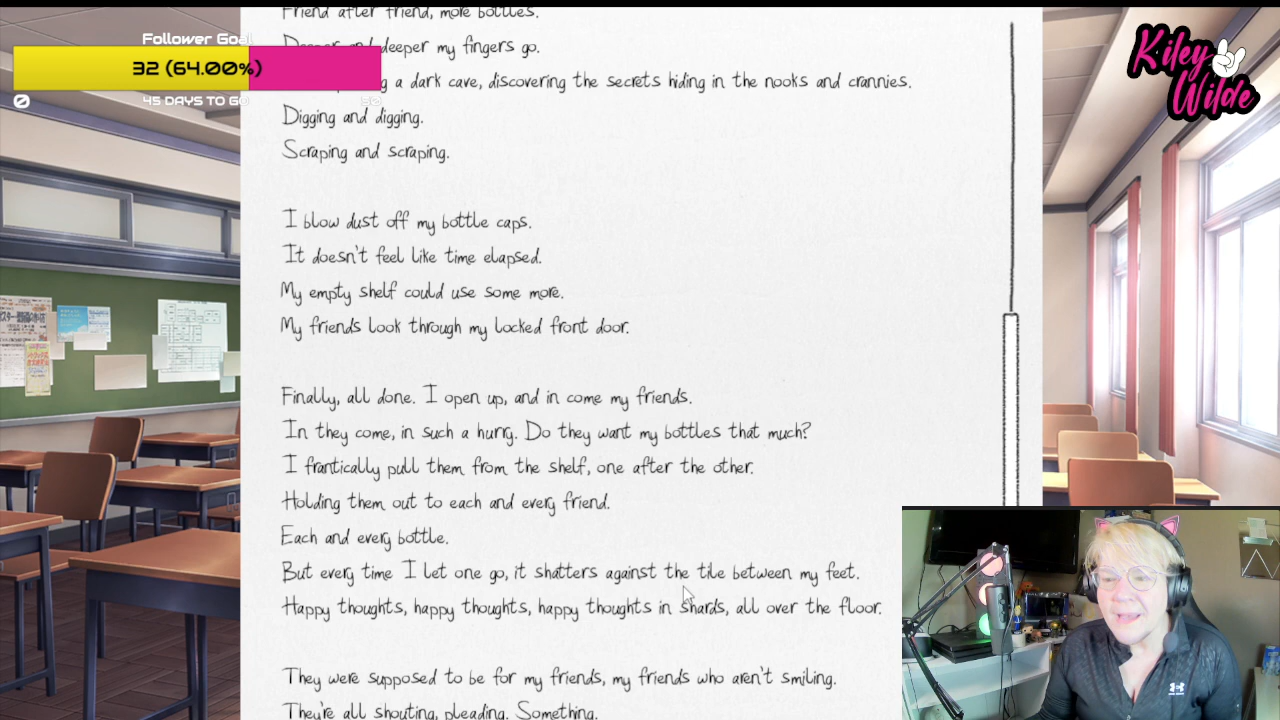 Friend after friend, more bottles.
Follower Goal
Deeper and deeper my fingers go.
32 (64.00%)
a dark cave, discovering the secrets hiding in the nooks and crannies.
0
45 DAYS TO GO
50
Kiley
Wilde
Digging and digging.
Scraping and scraping.
I blow dust off my bottle caps.
It doesn't feel like time elapsed.
My empty shelf could use some more.
My friends look through my locked front door.
Finally, all done. I open up, and in come my friends.
In they come, in such a hurry. Do they want my bottles that much?
I frantically pull them from the shelf, one after the other.
Holding them out to each and every friend.
Each and every bottle.
But every time I let one go, it shatters against the tile between my feet.
Happy thoughts, happy thoughts, happy thoughts in shards, all over the floor.
They were supposed to be for my friends, my friends who aren't smiling.
They're all shouting, pleading. Something.